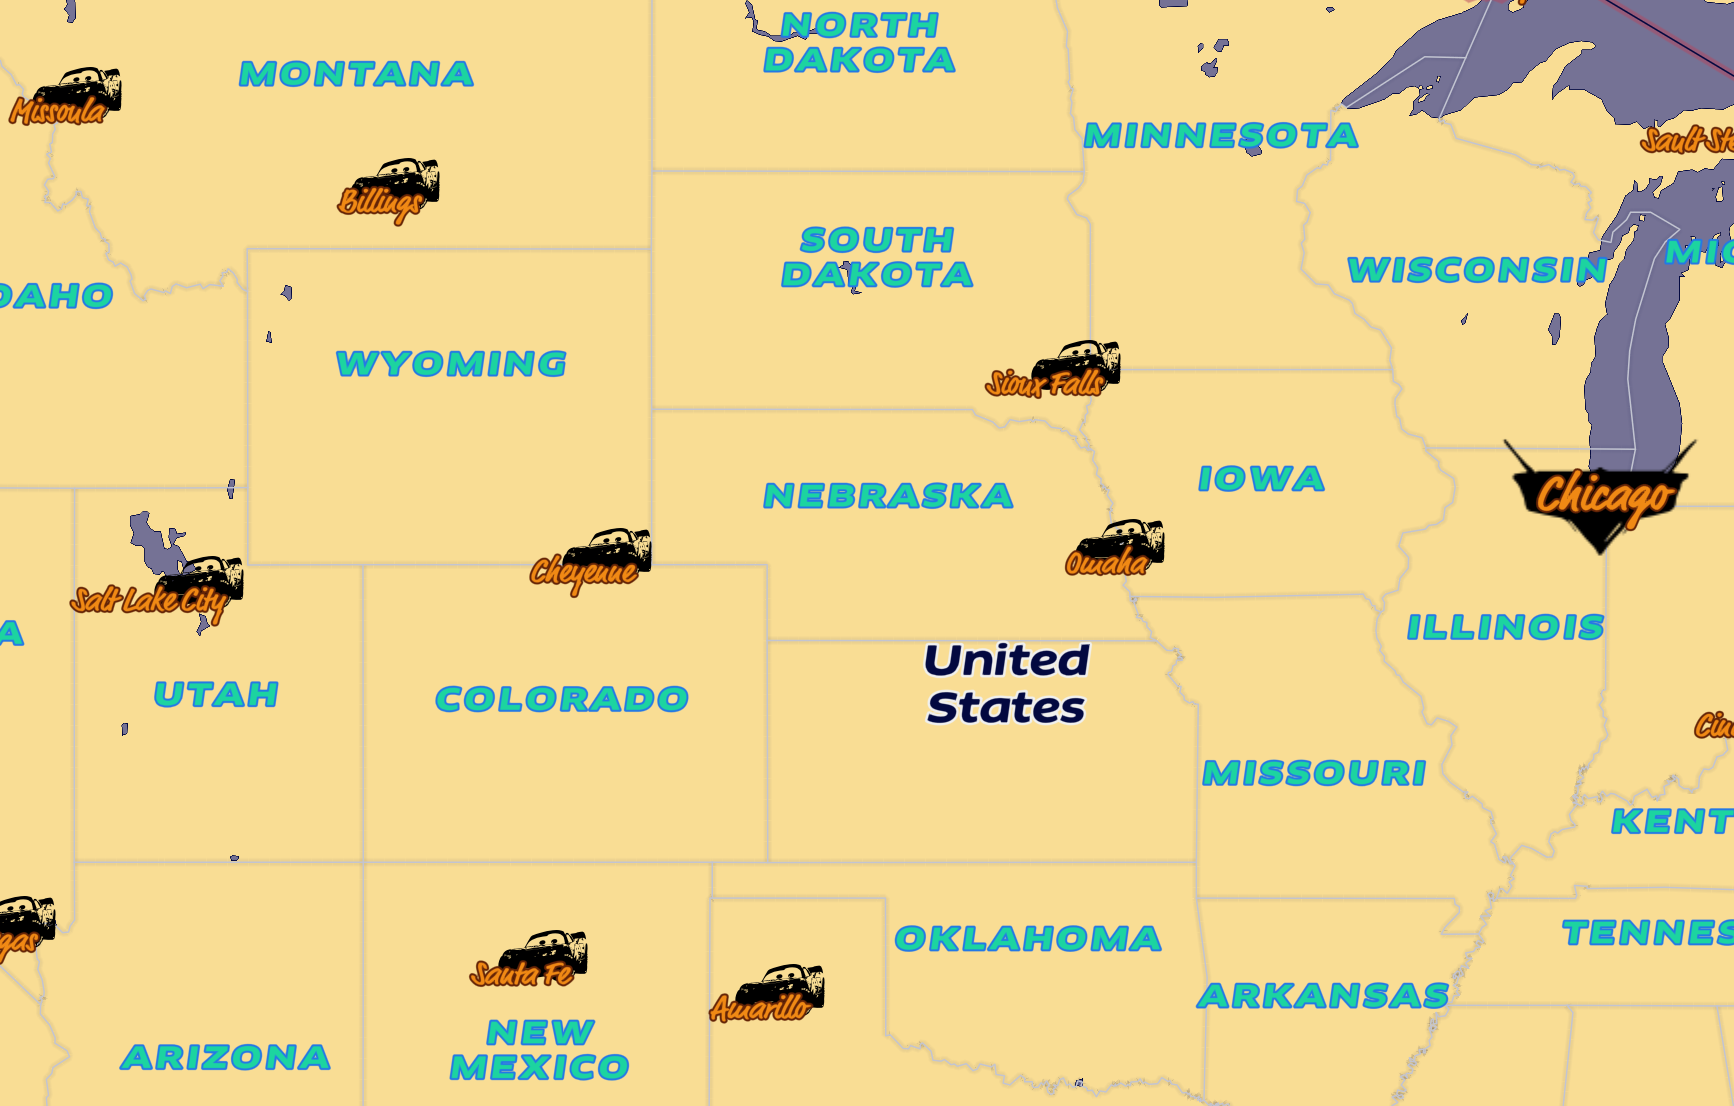 NORTH
DAKOTA
MONTANA
Missoula
MINNESOTA
Sault Ste
Billings
SOUTH
DAKOTA
MIC
WISCONSIN
DAHO
WYOMING
Sioux Falls
IOWA
NEBRASKA
Chicago
Omaha
Cheyenne
Salt Lake City
ILLINOIS
A
United
States
UTAH
COLORADO
Cinc
MISSOURI
KENT
TENNES
OKLAHOMA
gas
Santa Fe
ARKANSAS
Amarillo
NEW
MEXICO
ARIZONA